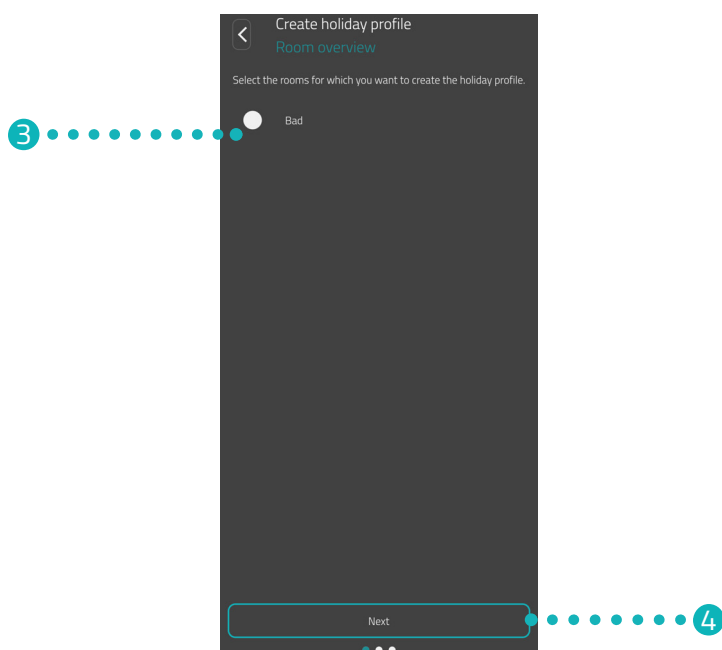 Create holiday profile
Room overview
Select the rooms for which you want to create the holiday profile.
3
Bad
Next
4